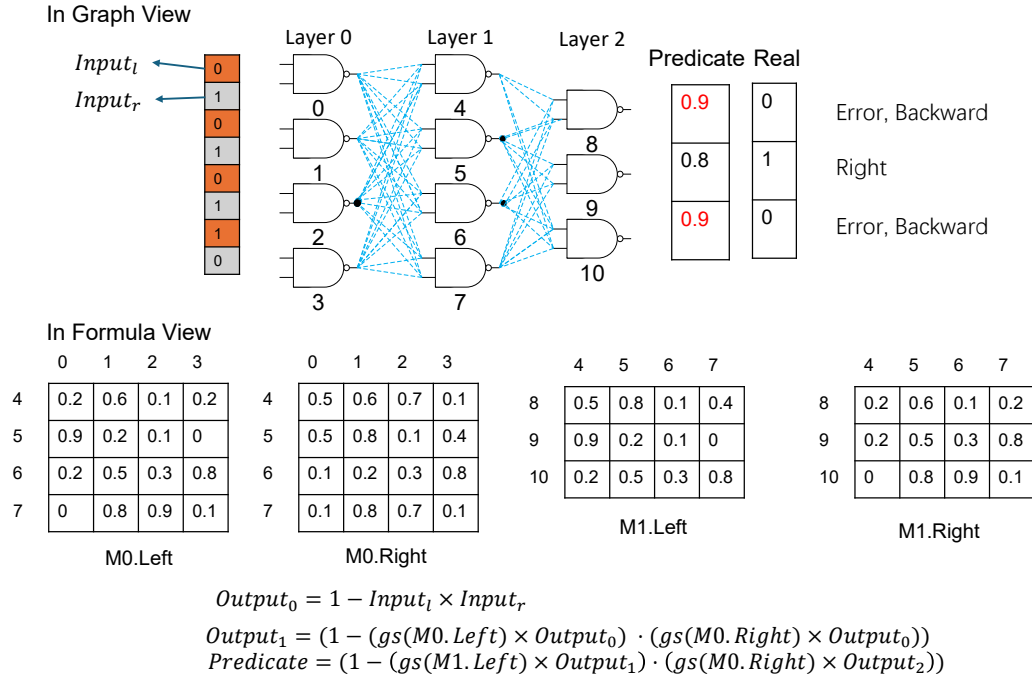 In Graph View
Layer 0 Layer 1 Layer 2
Predicate Real
Input_l
Input_r
0
1
0
1
0
1
1
0
0 4 8
1 5 9
2 6 10
3 7
0.9 0 Error, Backward
0.8 1 Right
0.9 0 Error, Backward
In Formula View
0 1 2 3
4 0.2 0.6 0.1 0.2
5 0.9 0.2 0.1 0
6 0.2 0.5 0.3 0.8
7 0 0.8 0.9 0.1
M0.Left
0 1 2 3
4 0.5 0.6 0.7 0.1
5 0.5 0.8 0.1 0.4
6 0.1 0.2 0.3 0.8
7 0.1 0.8 0.7 0.1
M0.Right
4 5 6 7
8 0.5 0.8 0.1 0.4
9 0.9 0.2 0.1 0
10 0.2 0.5 0.3 0.8
M1.Left
4 5 6 7
8 0.2 0.6 0.1 0.2
9 0.2 0.5 0.3 0.8
10 0 0.8 0.9 0.1
M1.Right
Output_0 = 1 − Input_l × Input_r
Output_1 = (1 − (gs(M0.Left) × Output_0) · (gs(M0.Right) × Output_0))
Predicate = (1 − (gs(M1.Left) × Output_1) · (gs(M0.Right) × Output_2))